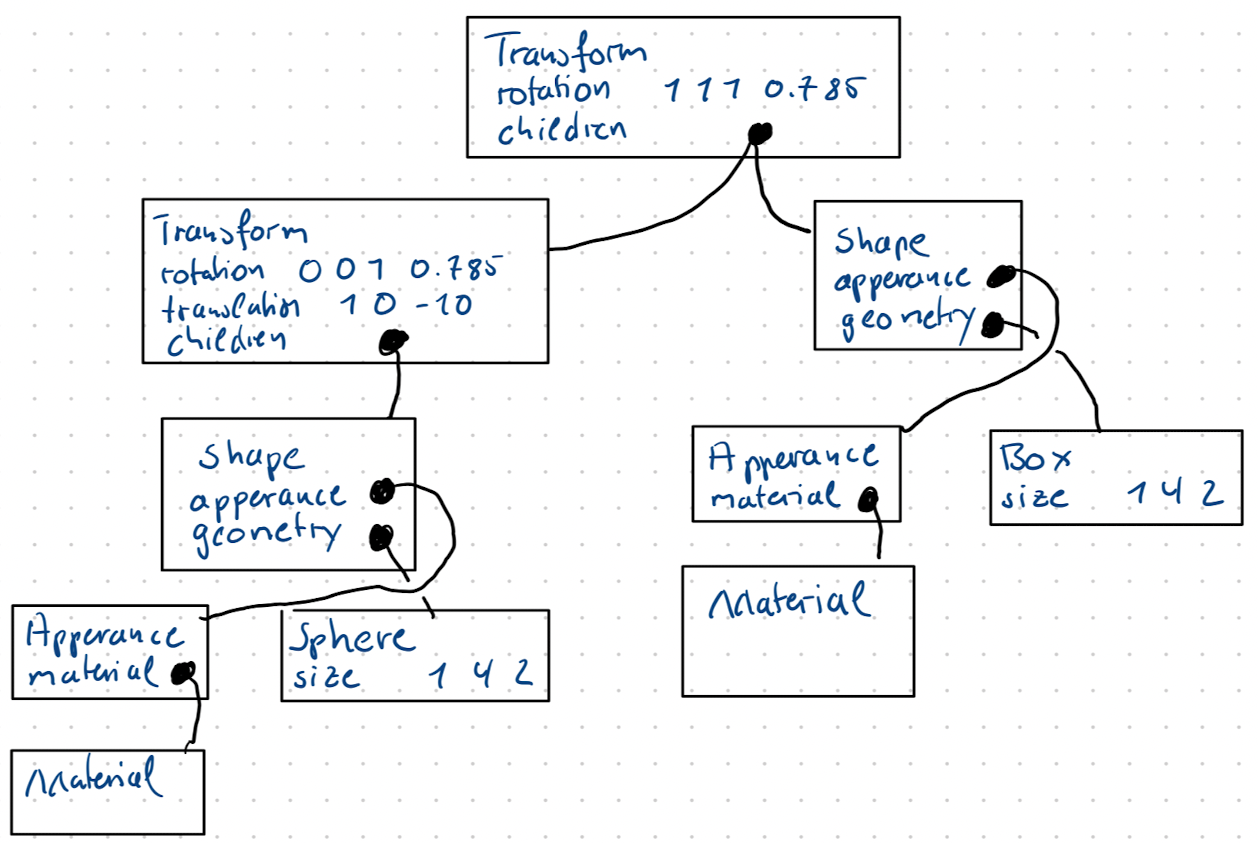 Transform
rotation 1 1 1 0.785
children
Transform
rotation 0 0 1 0.785
translation 1 0 -10
children
Shape
apperance
geometry
Shape
apperance
geometry
Apperance
material
Box
size 1 4 2
Apperance
material
Sphere
size 1 4 2
Material
Material